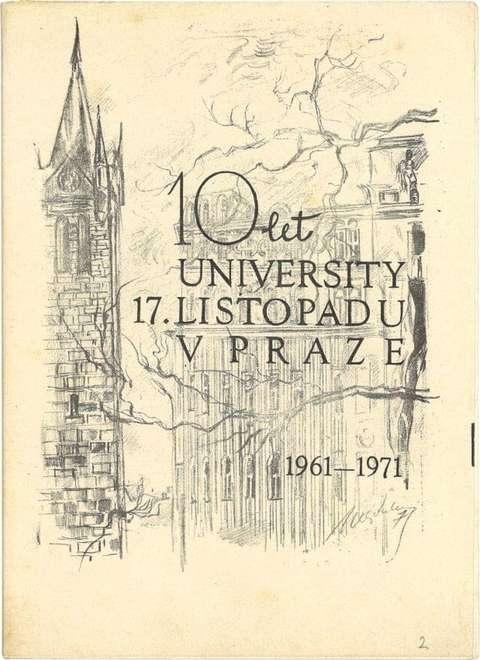 10 let
UNIVERSITY
17. LISTOPADU
V PRAZE
1961—1971
2